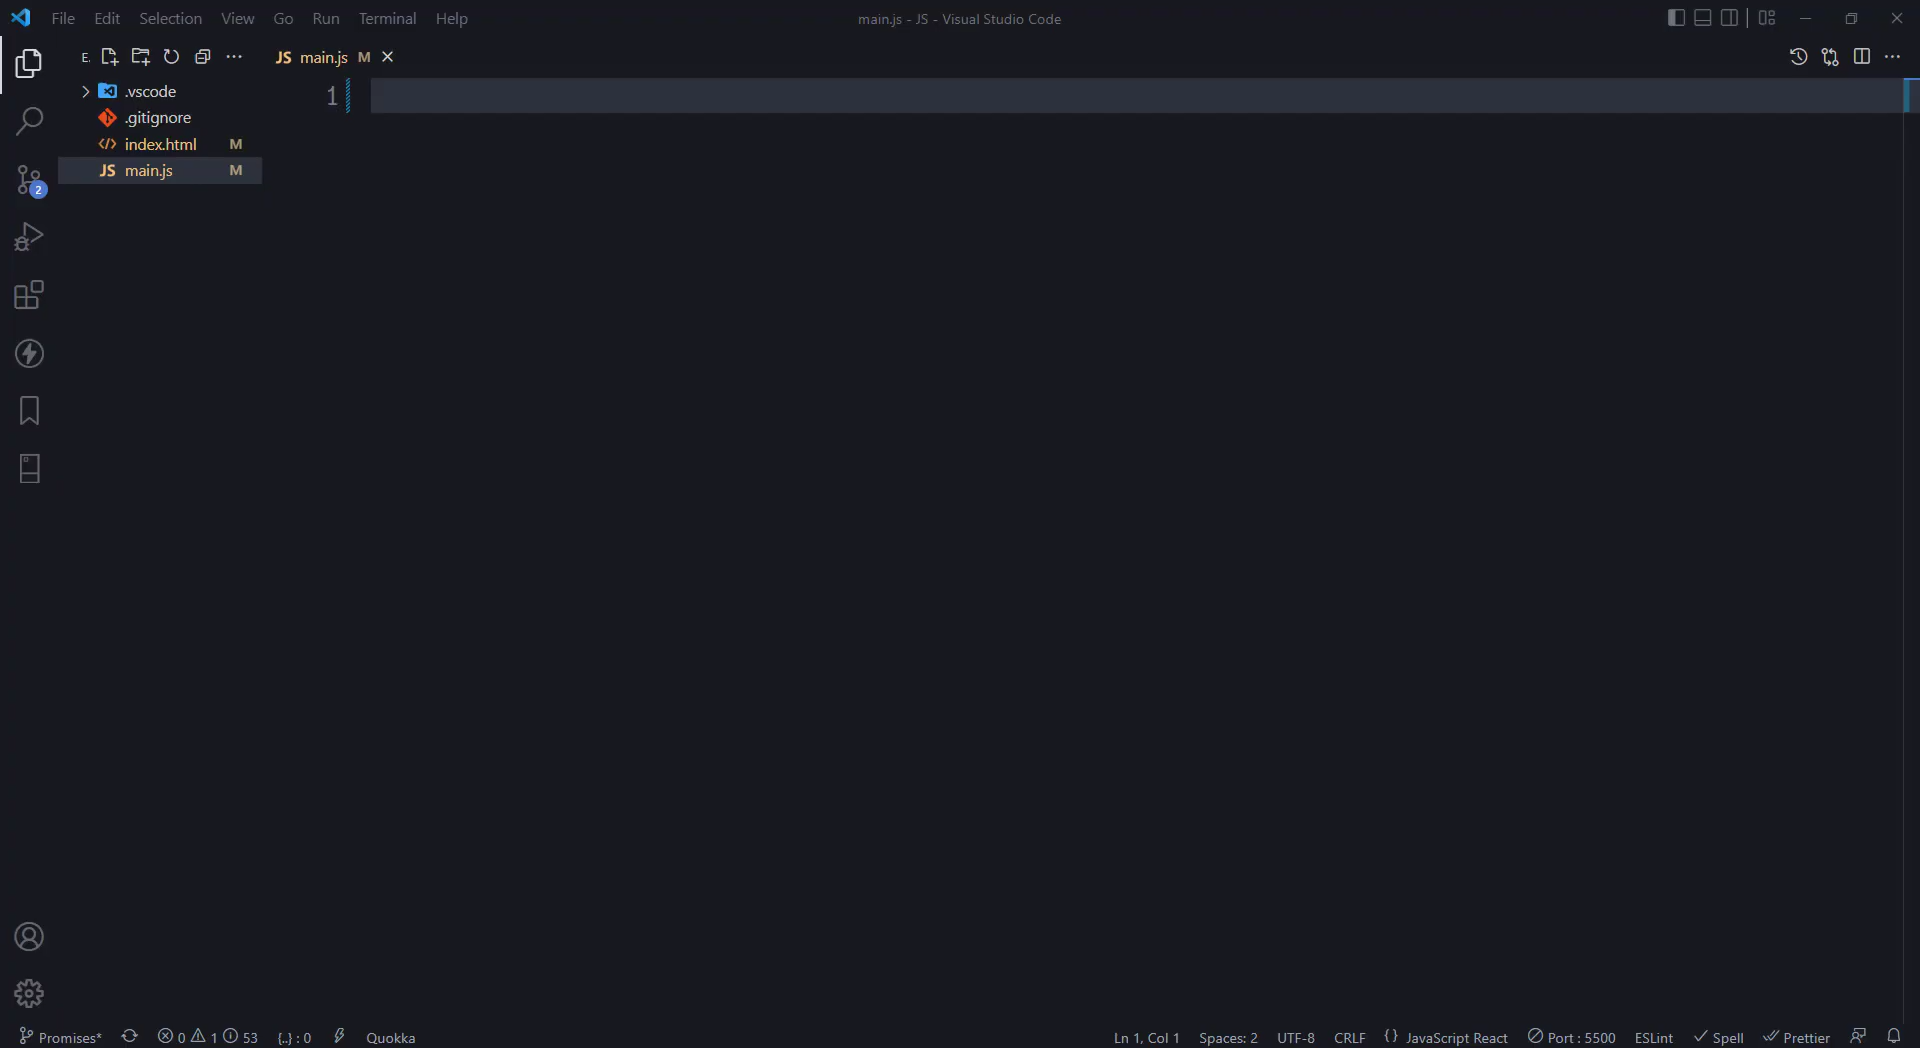 File Edit Selection View Go Run Terminal Help
main.js - JS - Visual Studio Code
E.
JS main.js M
.vscode
.gitignore
index.html M
JS main.js M
1
2
Promises* 0 1 53 {..} : 0 Quokka
Ln 1, Col 1 Spaces: 2 UTF-8 CRLF {} JavaScript React Port : 5500 ESLint Spell Prettier